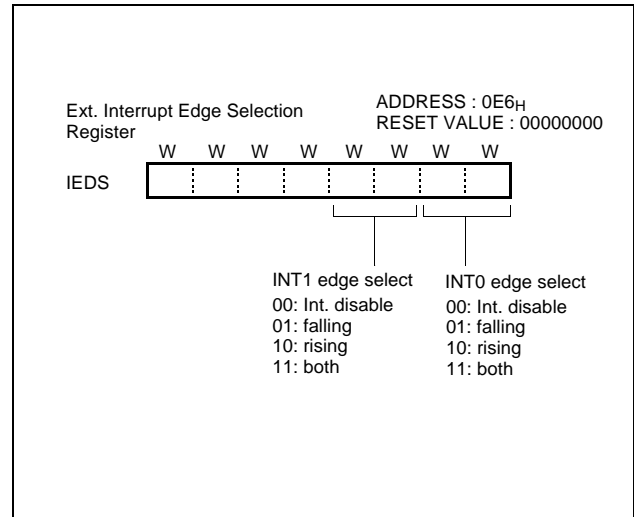 Ext. Interrupt Edge Selection
Register
ADDRESS : 0E6H
RESET VALUE : 00000000
W W W W W W W W
IEDS
INT1 edge select
00: Int. disable
01: falling
10: rising
11: both
INT0 edge select
00: Int. disable
01: falling
10: rising
11: both